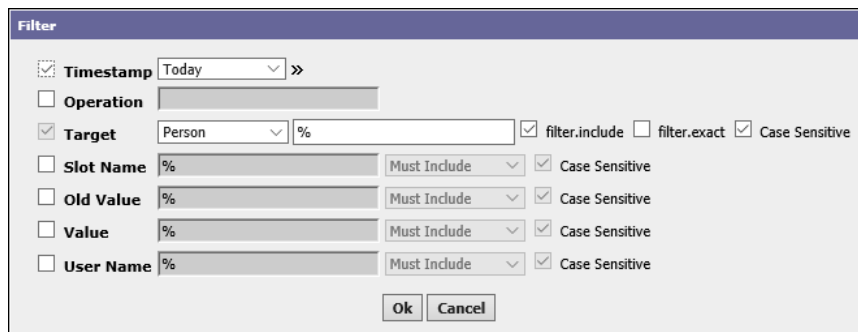 Filter
Timestamp Today »
Operation
Target Person % filter.include filter.exact Case Sensitive
Slot Name % Must Include Case Sensitive
Old Value % Must Include Case Sensitive
Value % Must Include Case Sensitive
User Name % Must Include Case Sensitive
Ok Cancel